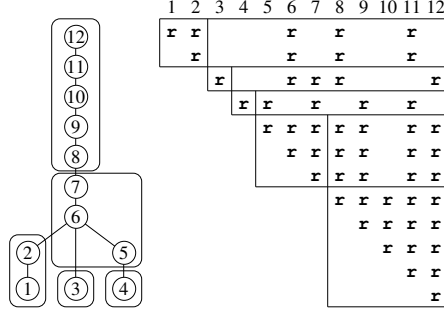 12
11
10
9
8
7
6
2 5
1 3 4
1 2 3 4 5 6 7 8 9 10 11 12
r r r r r
r r r r
r r r r r
r r r r r
r r r r r r r
r r r r r r
r r r r r
r r r r r
r r r r
r r r
r r
r